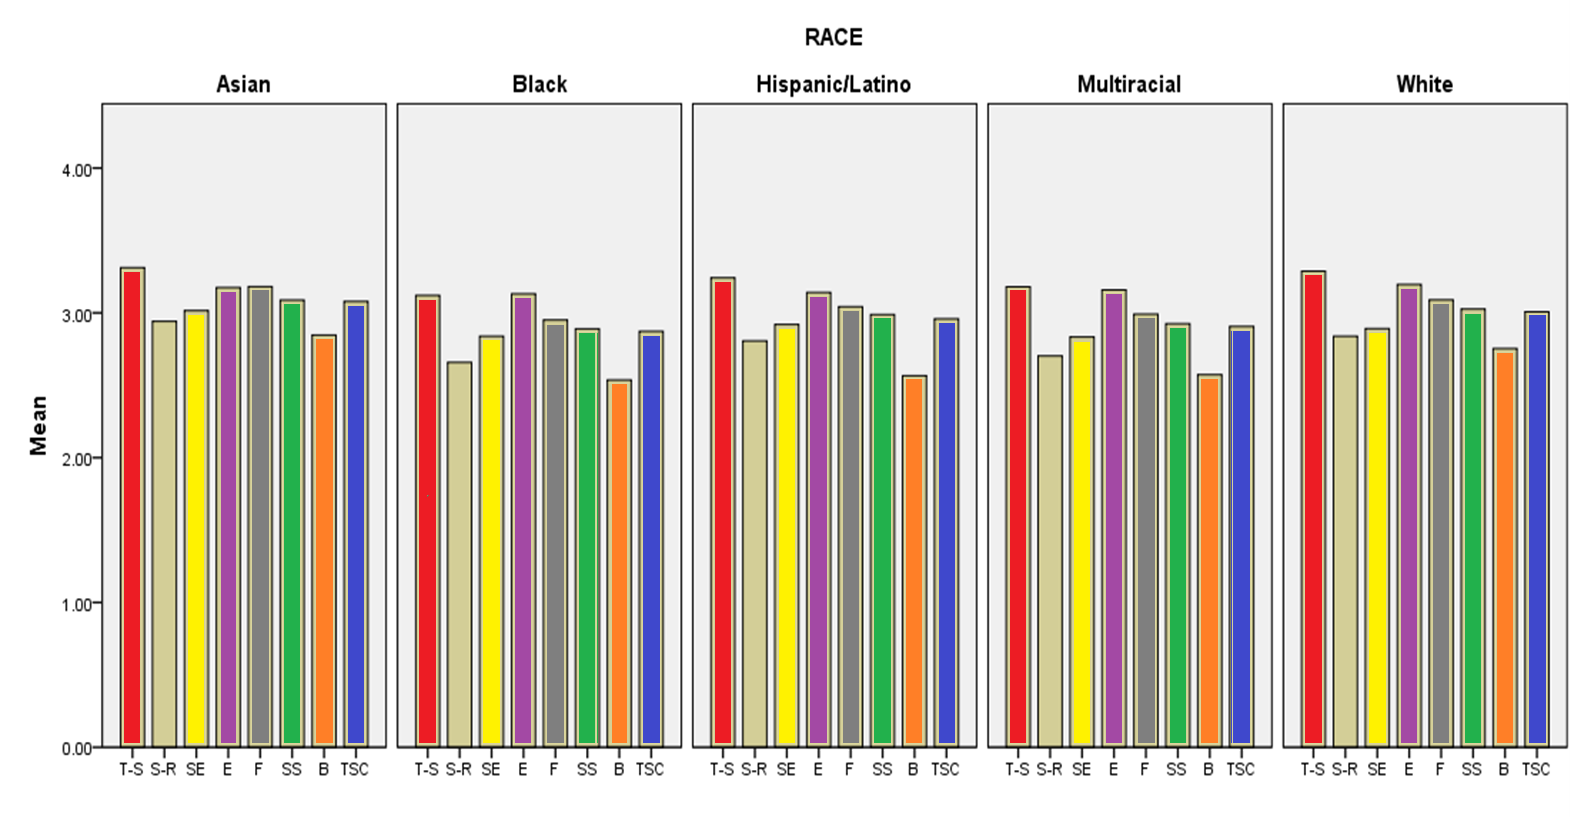 RACE
Asian Black Hispanic/Latino Multiracial White
4.00
3.00
2.00
1.00
0.00
Mean
T-S S-R SE E F SS B TSC T-S S-R SE E F SS B TSC T-S S-R SE E F SS B TSC T-S S-R SE E F SS B TSC T-S S-R SE E F SS B TSC